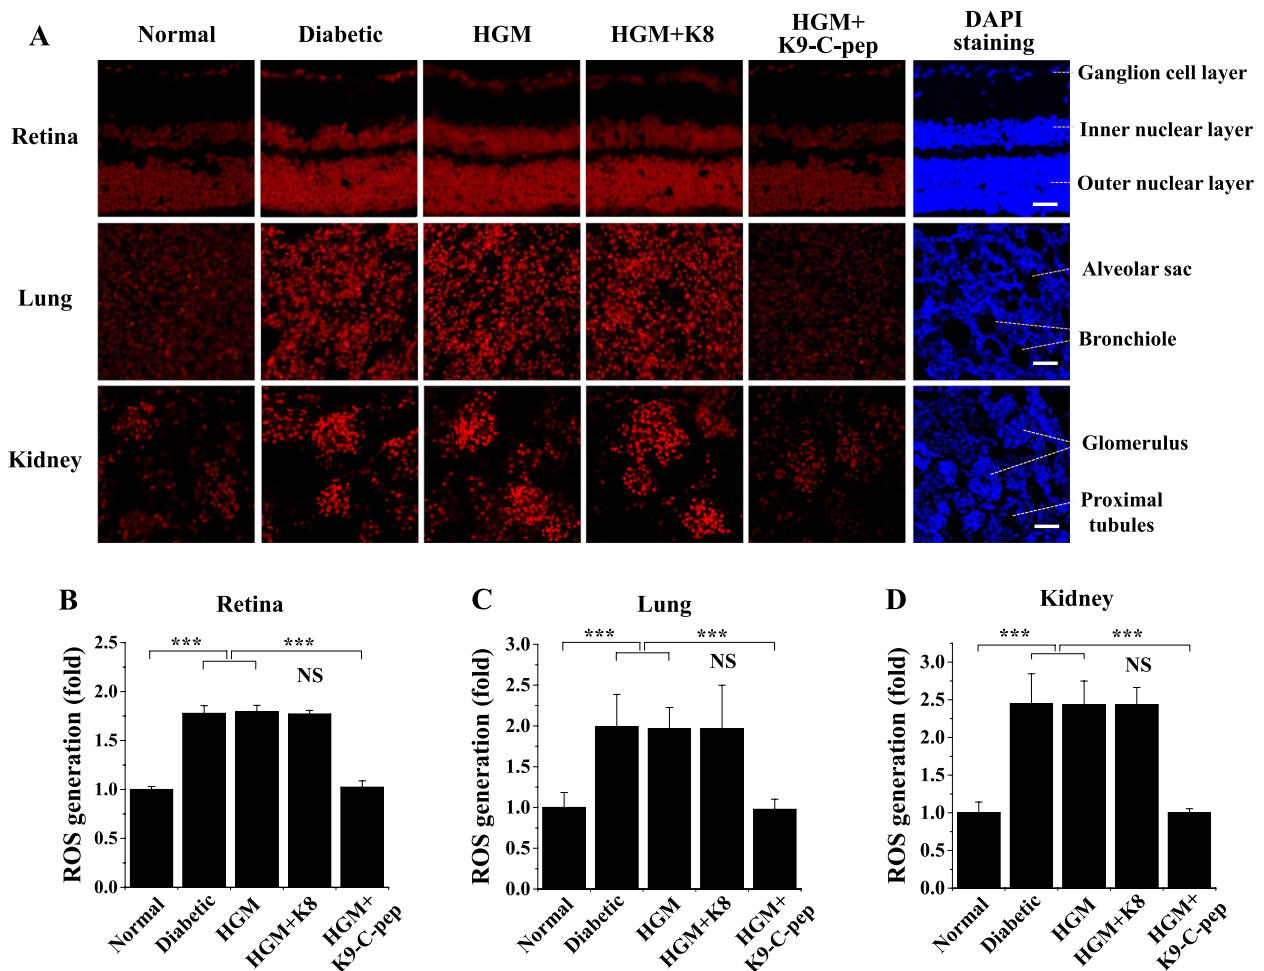 A
Normal
Diabetic
HGM
HGM+K8
HGM+
K9-C-pep
DAPI
staining
Retina
Ganglion cell layer
Inner nuclear layer
Outer nuclear layer
Lung
Alveolar sac
Bronchiole
Kidney
Glomerulus
Proximal
tubules
B
Retina
ROS generation (fold)
2.5
2.0
1.5
1.0
0.5
0.0
***
***
NS
Normal
Diabetic
HGM
HGM+K8
HGM+
K9-C-pep
C
Lung
ROS generation (fold)
3.0
2.5
2.0
1.5
1.0
0.5
0.0
***
***
NS
Normal
Diabetic
HGM
HGM+K8
HGM+
K9-C-pep
D
Kidney
ROS generation (fold)
3.0
2.5
2.0
1.5
1.0
0.5
0.0
***
***
NS
Normal
Diabetic
HGM
HGM+K8
HGM+
K9-C-pep